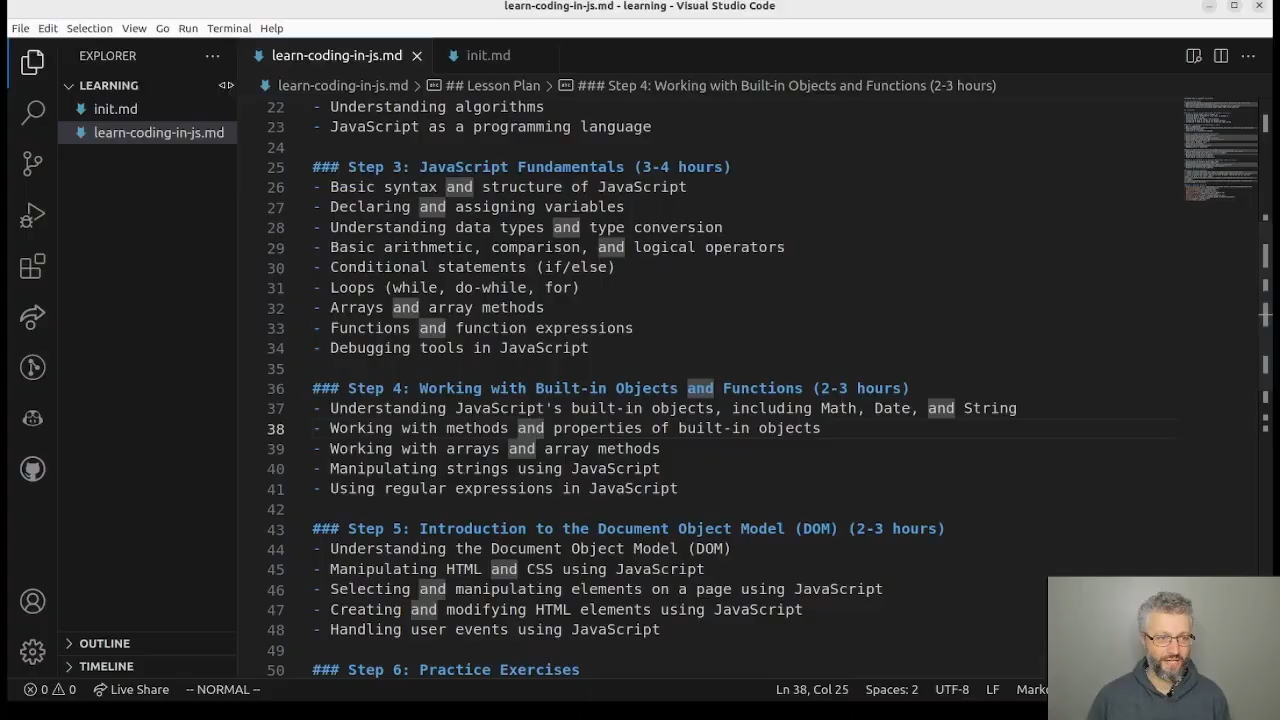 learn-coding-in-js.md - learning - Visual Studio Code
File Edit Selection View Go Run Terminal Help
EXPLORER
learn-coding-in-js.md
init.md
LEARNING
learn-coding-in-js.md > ## Lesson Plan > ### Step 4: Working with Built-in Objects and Functions (2-3 hours)
init.md
learn-coding-in-js.md
22 - Understanding algorithms
23 - JavaScript as a programming language
24
25 ### Step 3: JavaScript Fundamentals (3-4 hours)
26 - Basic syntax and structure of JavaScript
27 - Declaring and assigning variables
28 - Understanding data types and type conversion
29 - Basic arithmetic, comparison, and logical operators
30 - Conditional statements (if/else)
31 - Loops (while, do-while, for)
32 - Arrays and array methods
33 - Functions and function expressions
34 - Debugging tools in JavaScript
35
36 ### Step 4: Working with Built-in Objects and Functions (2-3 hours)
37 - Understanding JavaScript's built-in objects, including Math, Date, and String
38 - Working with methods and properties of built-in objects
39 - Working with arrays and array methods
40 - Manipulating strings using JavaScript
41 - Using regular expressions in JavaScript
42
43 ### Step 5: Introduction to the Document Object Model (DOM) (2-3 hours)
44 - Understanding the Document Object Model (DOM)
45 - Manipulating HTML and CSS using JavaScript
46 - Selecting and manipulating elements on a page using JavaScript
47 - Creating and modifying HTML elements using JavaScript
48 - Handling user events using JavaScript
49
50 ### Step 6: Practice Exercises
OUTLINE
TIMELINE
0 0 Live Share -- NORMAL -- Ln 38, Col 25 Spaces: 2 UTF-8 LF Mark